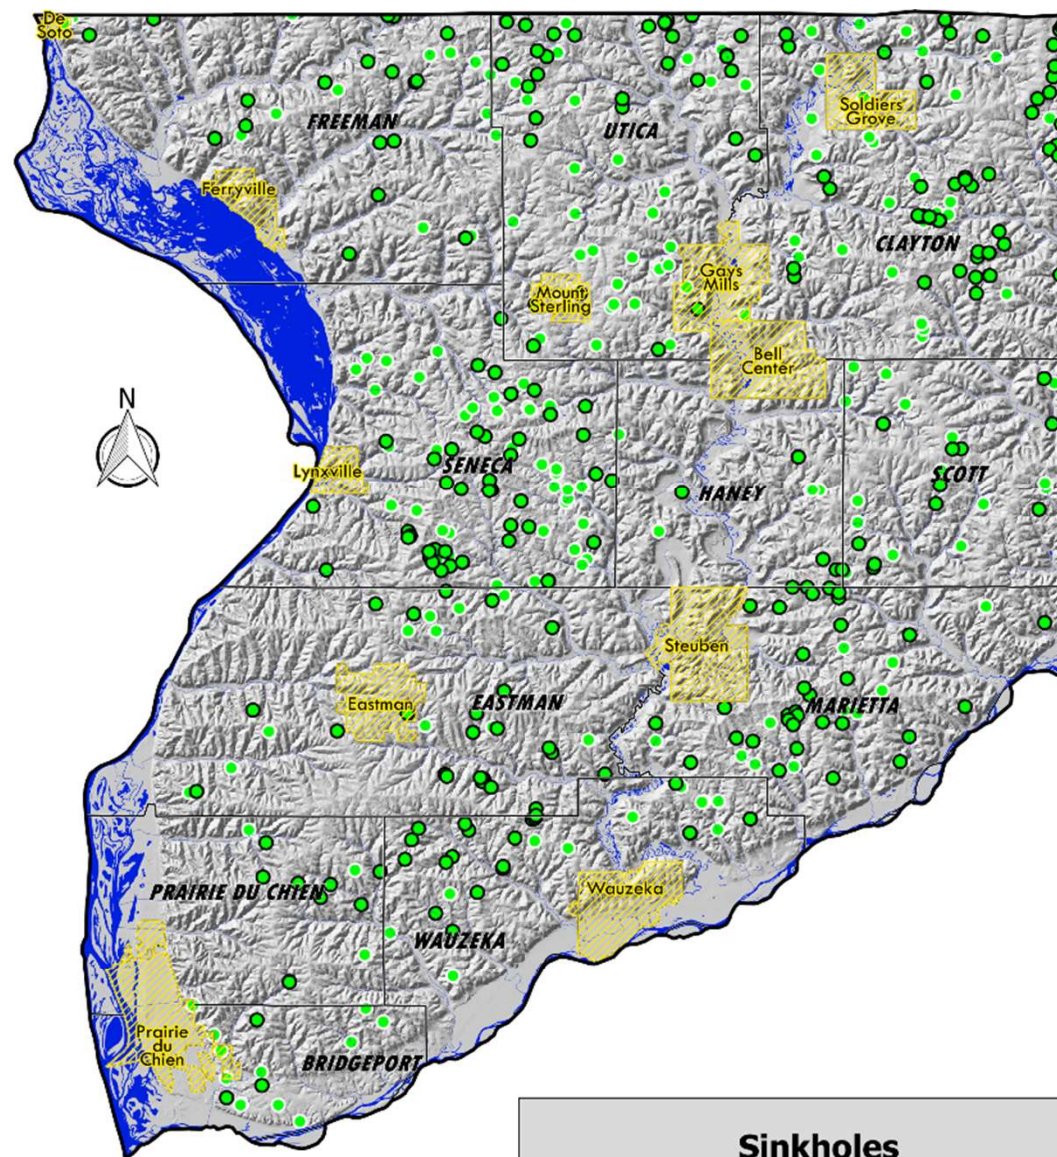 De
Soto
Soldiers
Grove
FREEMAN
UTICA
Ferryville
CLAYTON
Gays
Mills
Mount
Sterling
Bell
Center
N
Lynxville
SENECA
HANEY
SCOTT
Steuben
Eastman
EASTMAN
MARIETTA
PRAIRIE DU CHIEN
Wauzeka
WAUZEKA
Prairie
du
Chien
BRIDGEPORT
Sinkholes